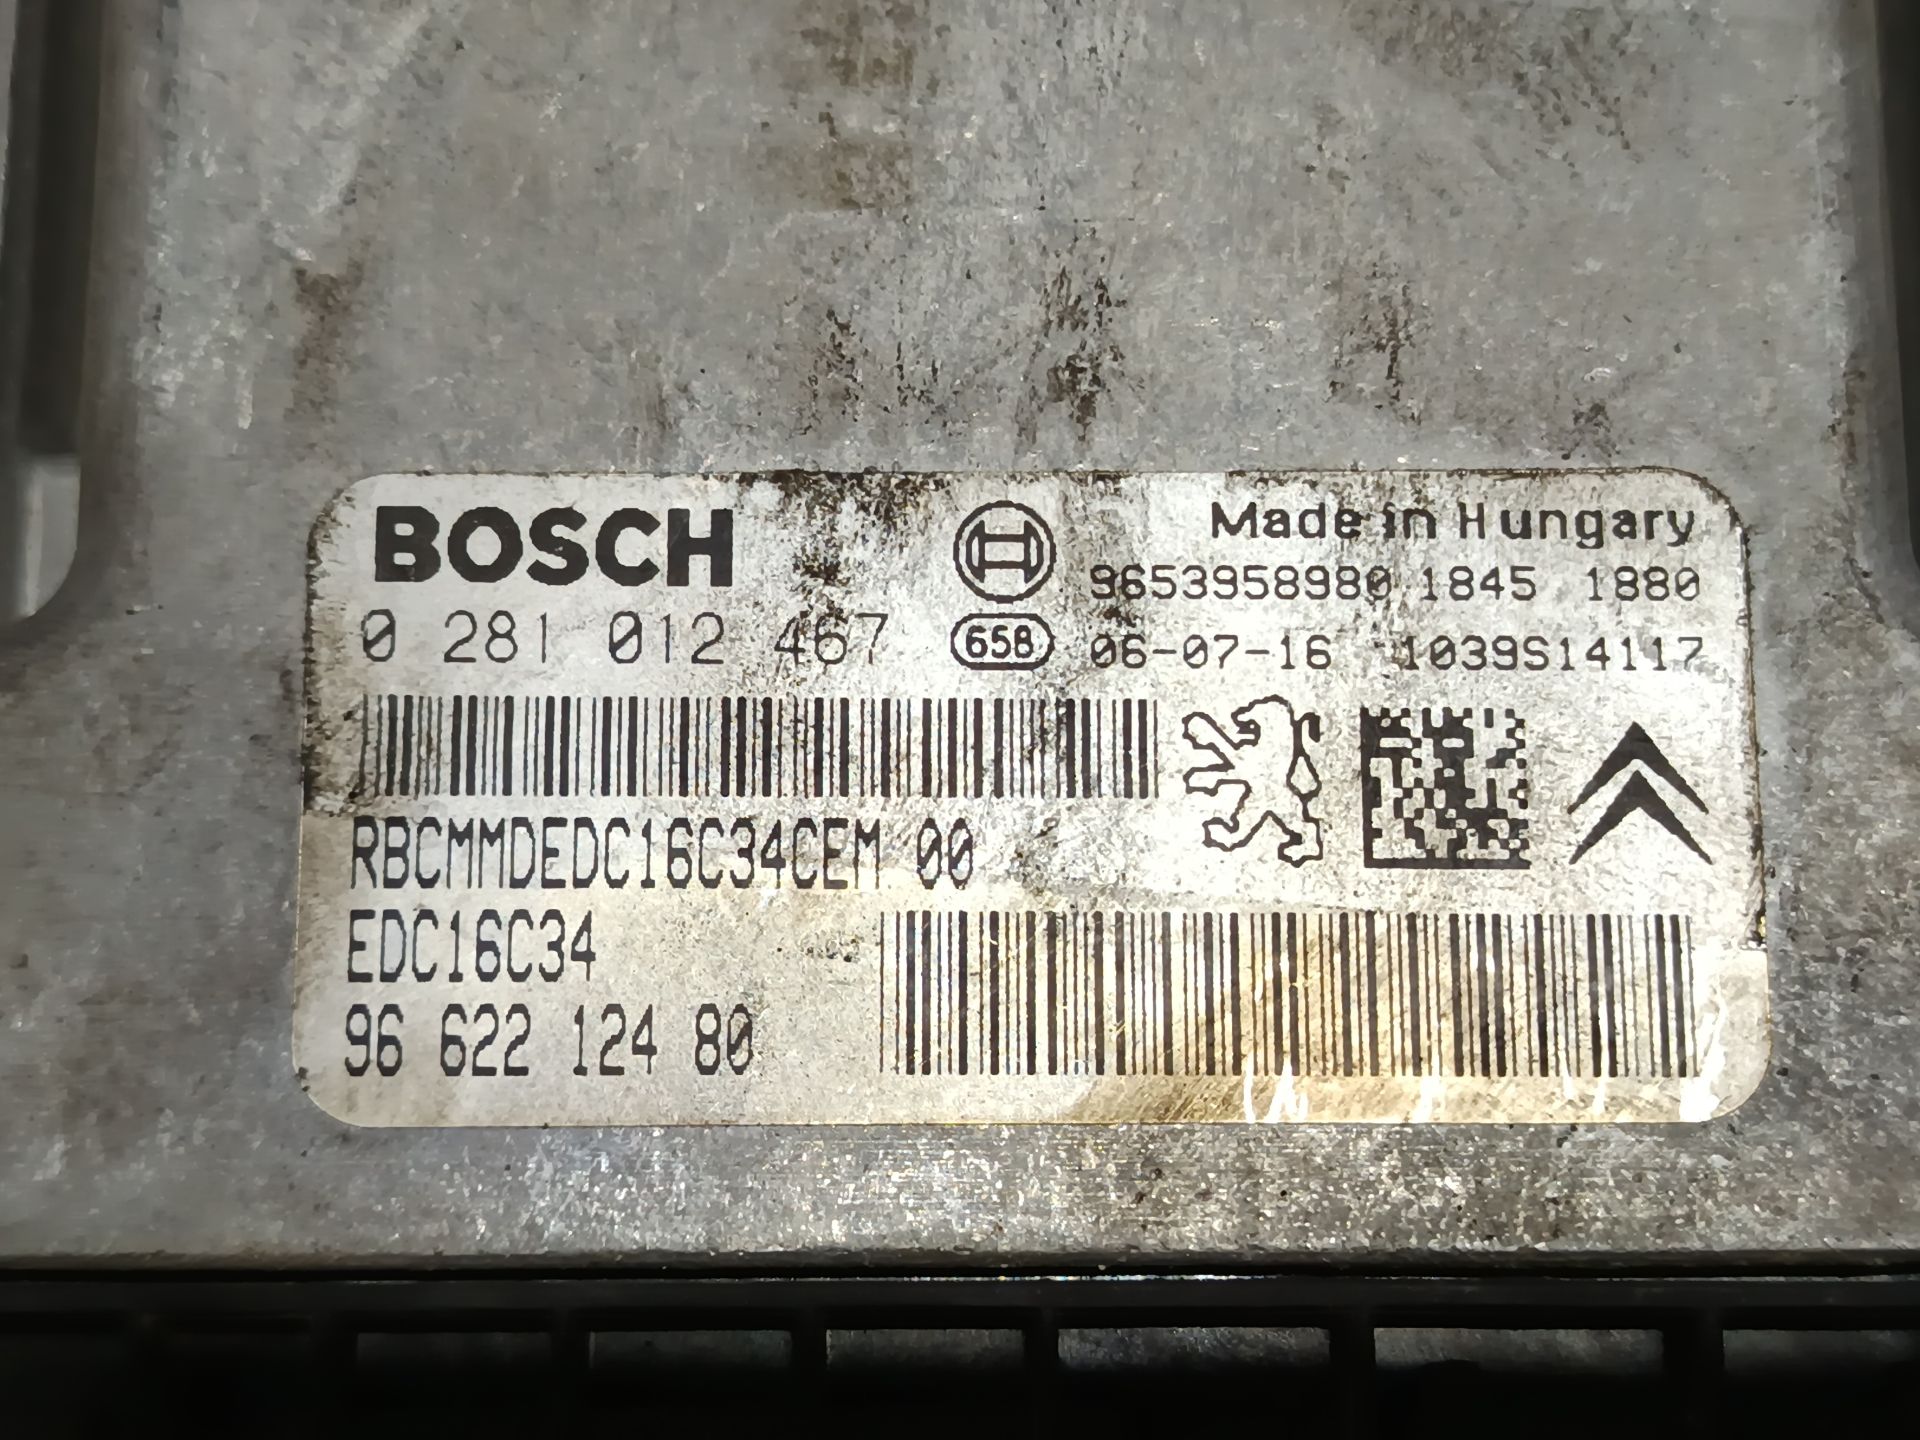 BOSCH
Made in Hungary
9653958980 1845 1880
0 281 012 467
658
06-07-16 1039S14117
RBCMMDEDC16C34CEM 00
EDC16C34
96 622 124 80